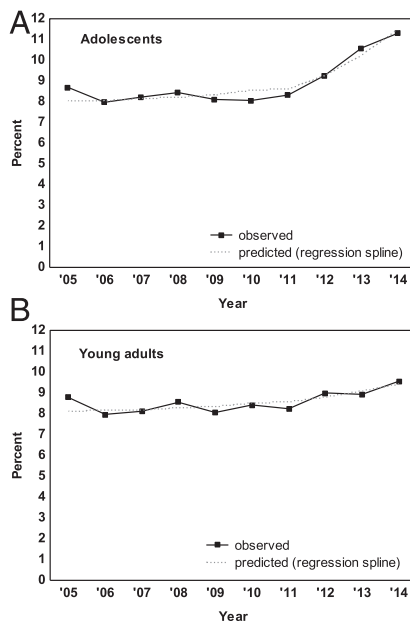 A
Adolescents
12
11
10
9
8
7
6
5
4
3
2
1
0
Percent
observed
predicted (regression spline)
'05 '06 '07 '08 '09 '10 '11 '12 '13 '14
Year
B
Young adults
12
11
10
9
8
7
6
5
4
3
2
1
0
Percent
observed
predicted (regression spline)
'05 '06 '07 '08 '09 '10 '11 '12 '13 '14
Year